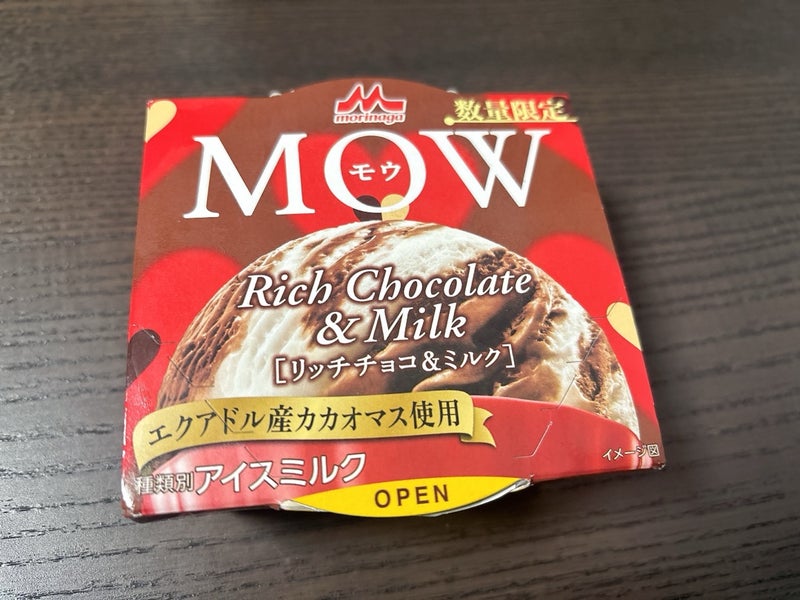 morinaga
数量限定
MOW
モウ
Rich Chocolate
& Milk
[リッチチョコ&ミルク]
エクアドル産カカオマス使用
種類別アイスミルク
イメージ図
OPEN